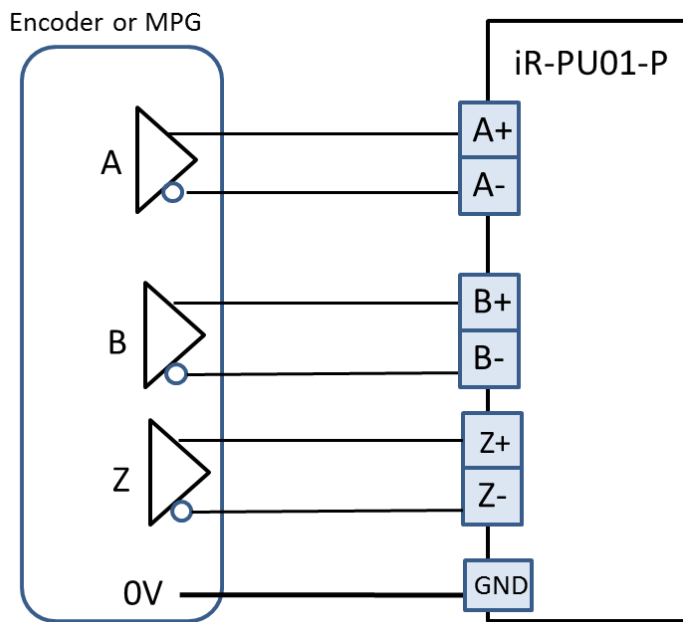 Encoder or MPG
iR-PU01-P
A
A+
A-
B
B+
B-
Z
Z+
Z-
0V
GND